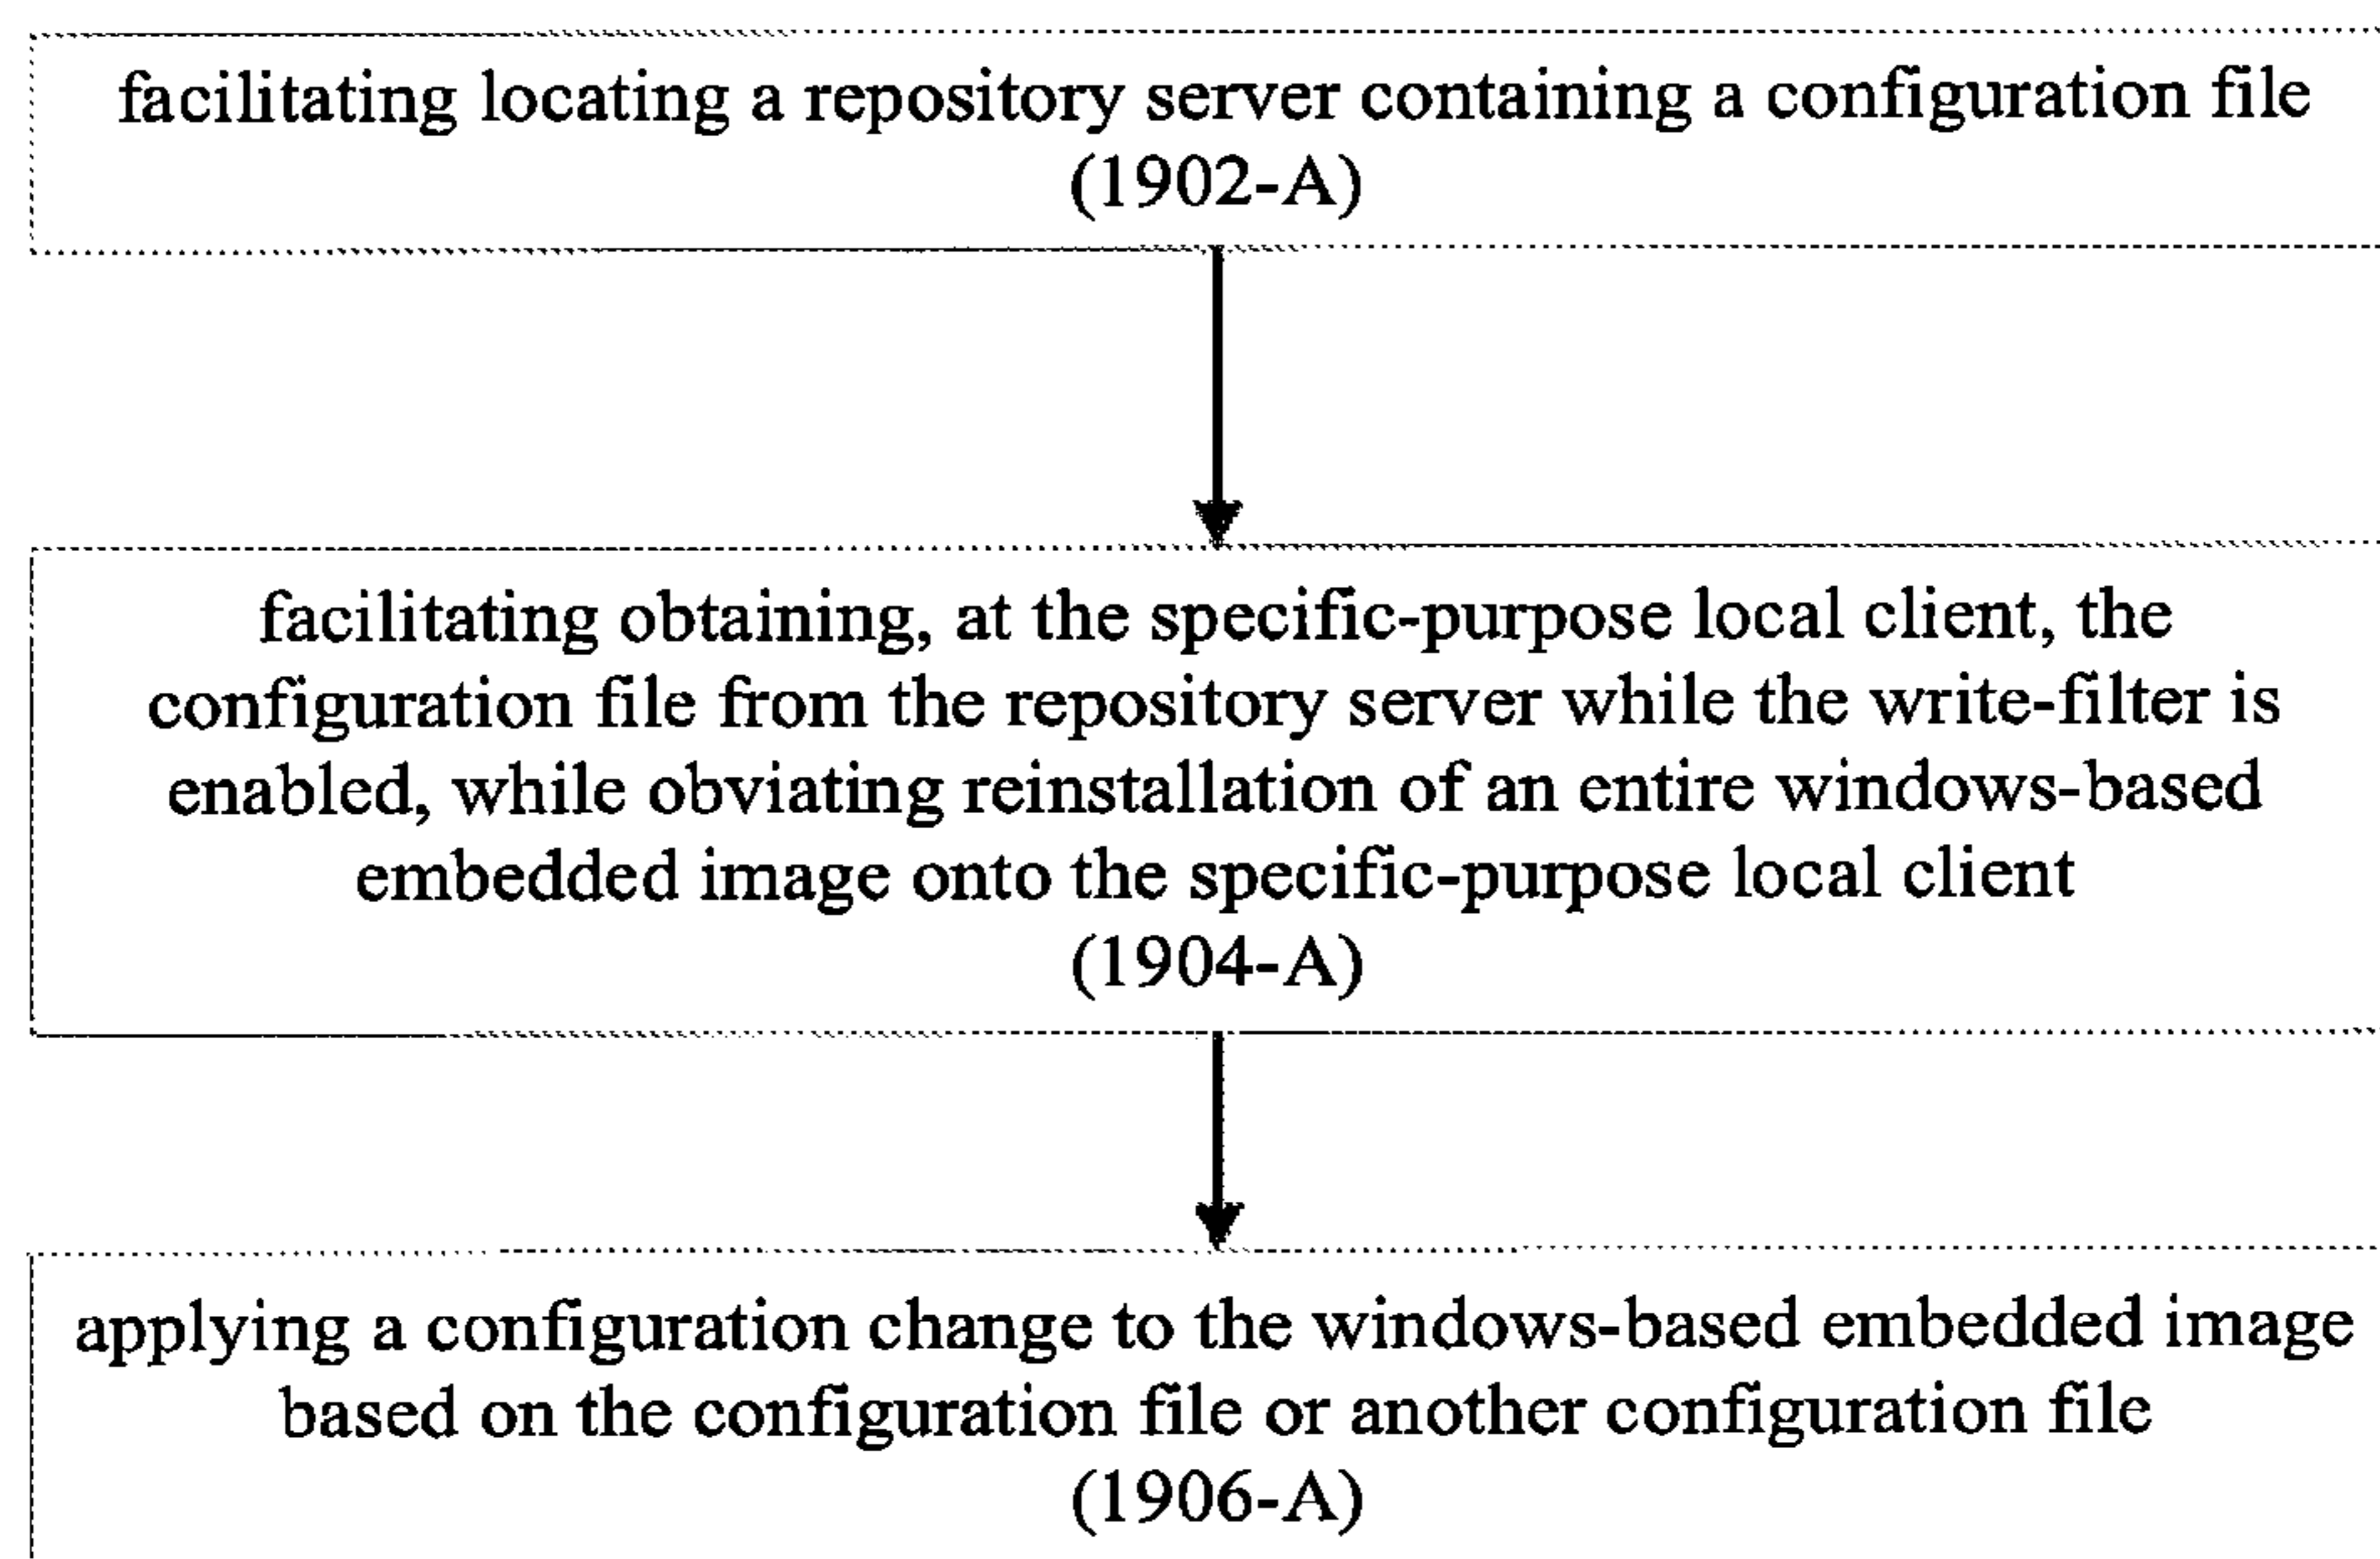 facilitating locating a repository server containing a configuration file
(1902-A)
facilitating obtaining, at the specific-purpose local client, the
configuration file from the repository server while the write-filter is
enabled, while obviating reinstallation of an entire windows-based
embedded image onto the specific-purpose local client
(1904-A)
applying a configuration change to the windows-based embedded image
based on the configuration file or another configuration file
(1906-A)